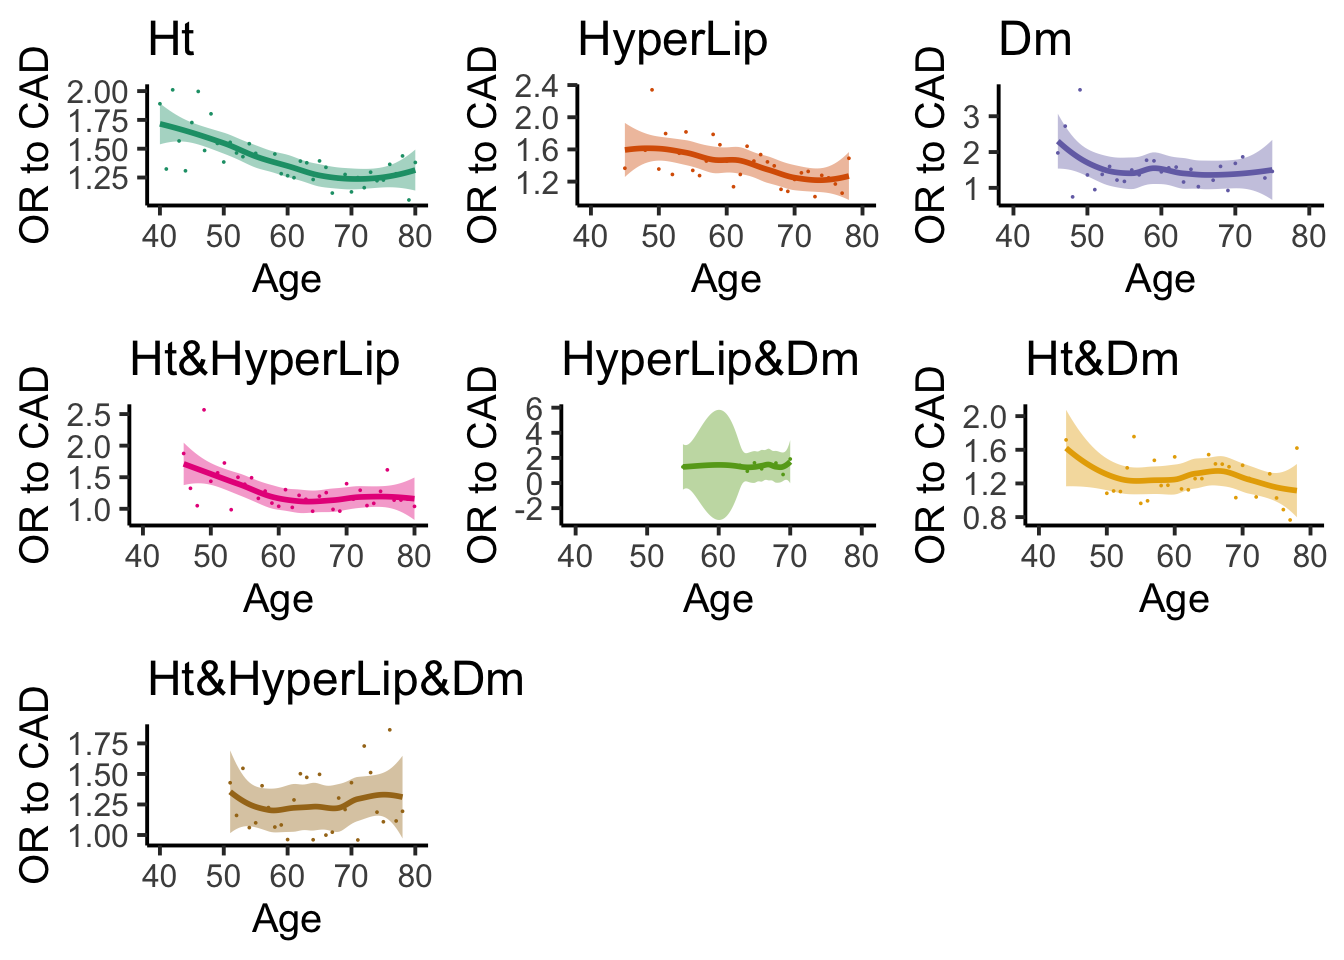 Ht
OR to CAD
2.00
1.75
1.50
1.25
40 50 60 70 80
Age
HyperLip
OR to CAD
2.4
2.0
1.6
1.2
40 50 60 70 80
Age
Dm
OR to CAD
3
2
1
40 50 60 70 80
Age
Ht&HyperLip
OR to CAD
2.5
2.0
1.5
1.0
40 50 60 70 80
Age
HyperLip&Dm
OR to CAD
6
4
2
0
-2
40 50 60 70 80
Age
Ht&Dm
OR to CAD
2.0
1.6
1.2
0.8
40 50 60 70 80
Age
Ht&HyperLip&Dm
OR to CAD
1.75
1.50
1.25
1.00
40 50 60 70 80
Age